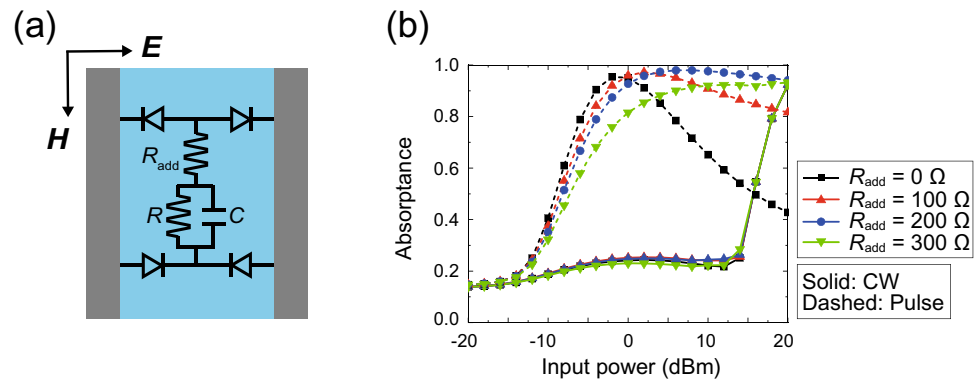 (a)
E
H
R_add
R
C
(b)
Absorptance
1.0
0.8
0.6
0.4
0.2
0.0
-20
-10
0
10
20
Input power (dBm)
R_add = 0 Ω
R_add = 100 Ω
R_add = 200 Ω
R_add = 300 Ω
Solid: CW
Dashed: Pulse